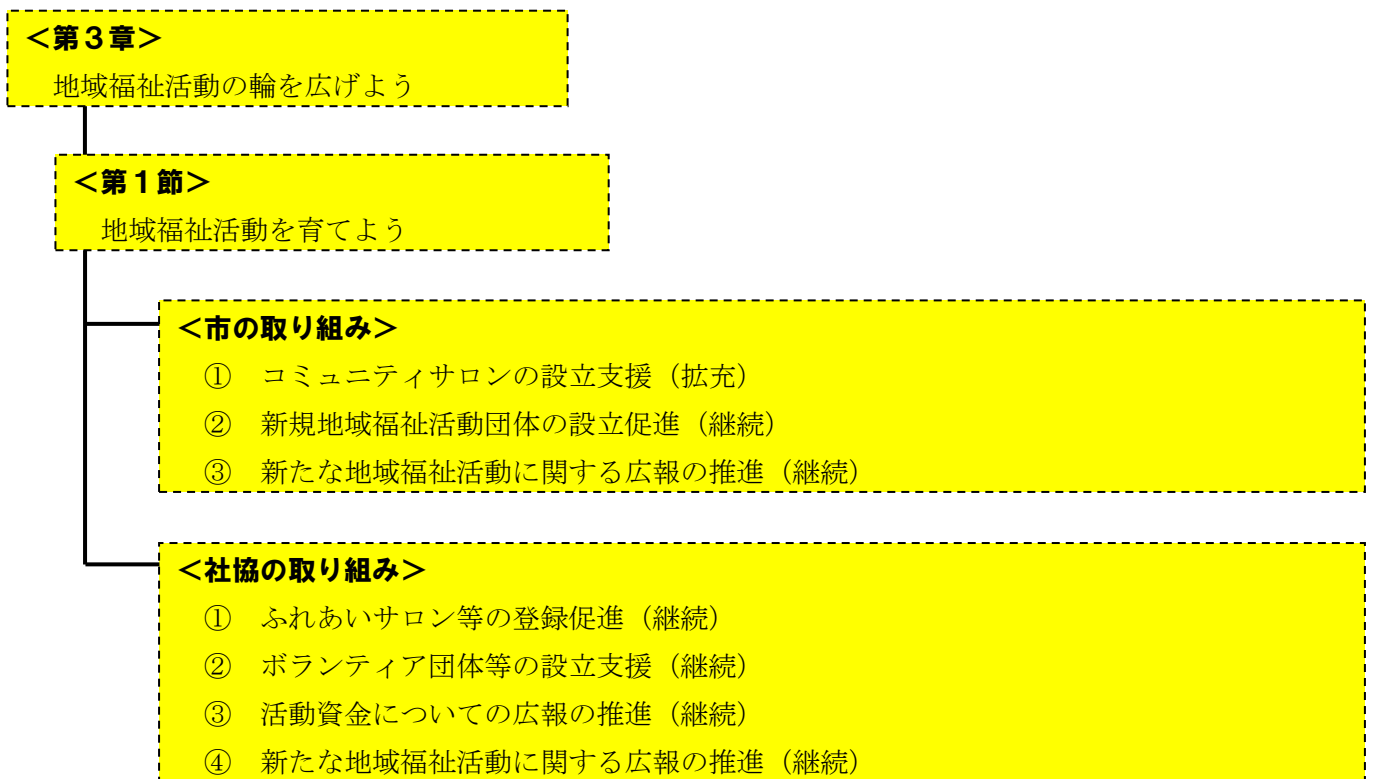 ＜第３章＞
地域福祉活動の輪を広げよう
＜第１節＞
地域福祉活動を育てよう
＜市の取り組み＞
①　コミュニティサロンの設立支援（拡充）
②　新規地域福祉活動団体の設立促進（継続）
③　新たな地域福祉活動に関する広報の推進（継続）
＜社協の取り組み＞
①　ふれあいサロン等の登録促進（継続）
②　ボランティア団体等の設立支援（継続）
③　活動資金についての広報の推進（継続）
④　新たな地域福祉活動に関する広報の推進（継続）